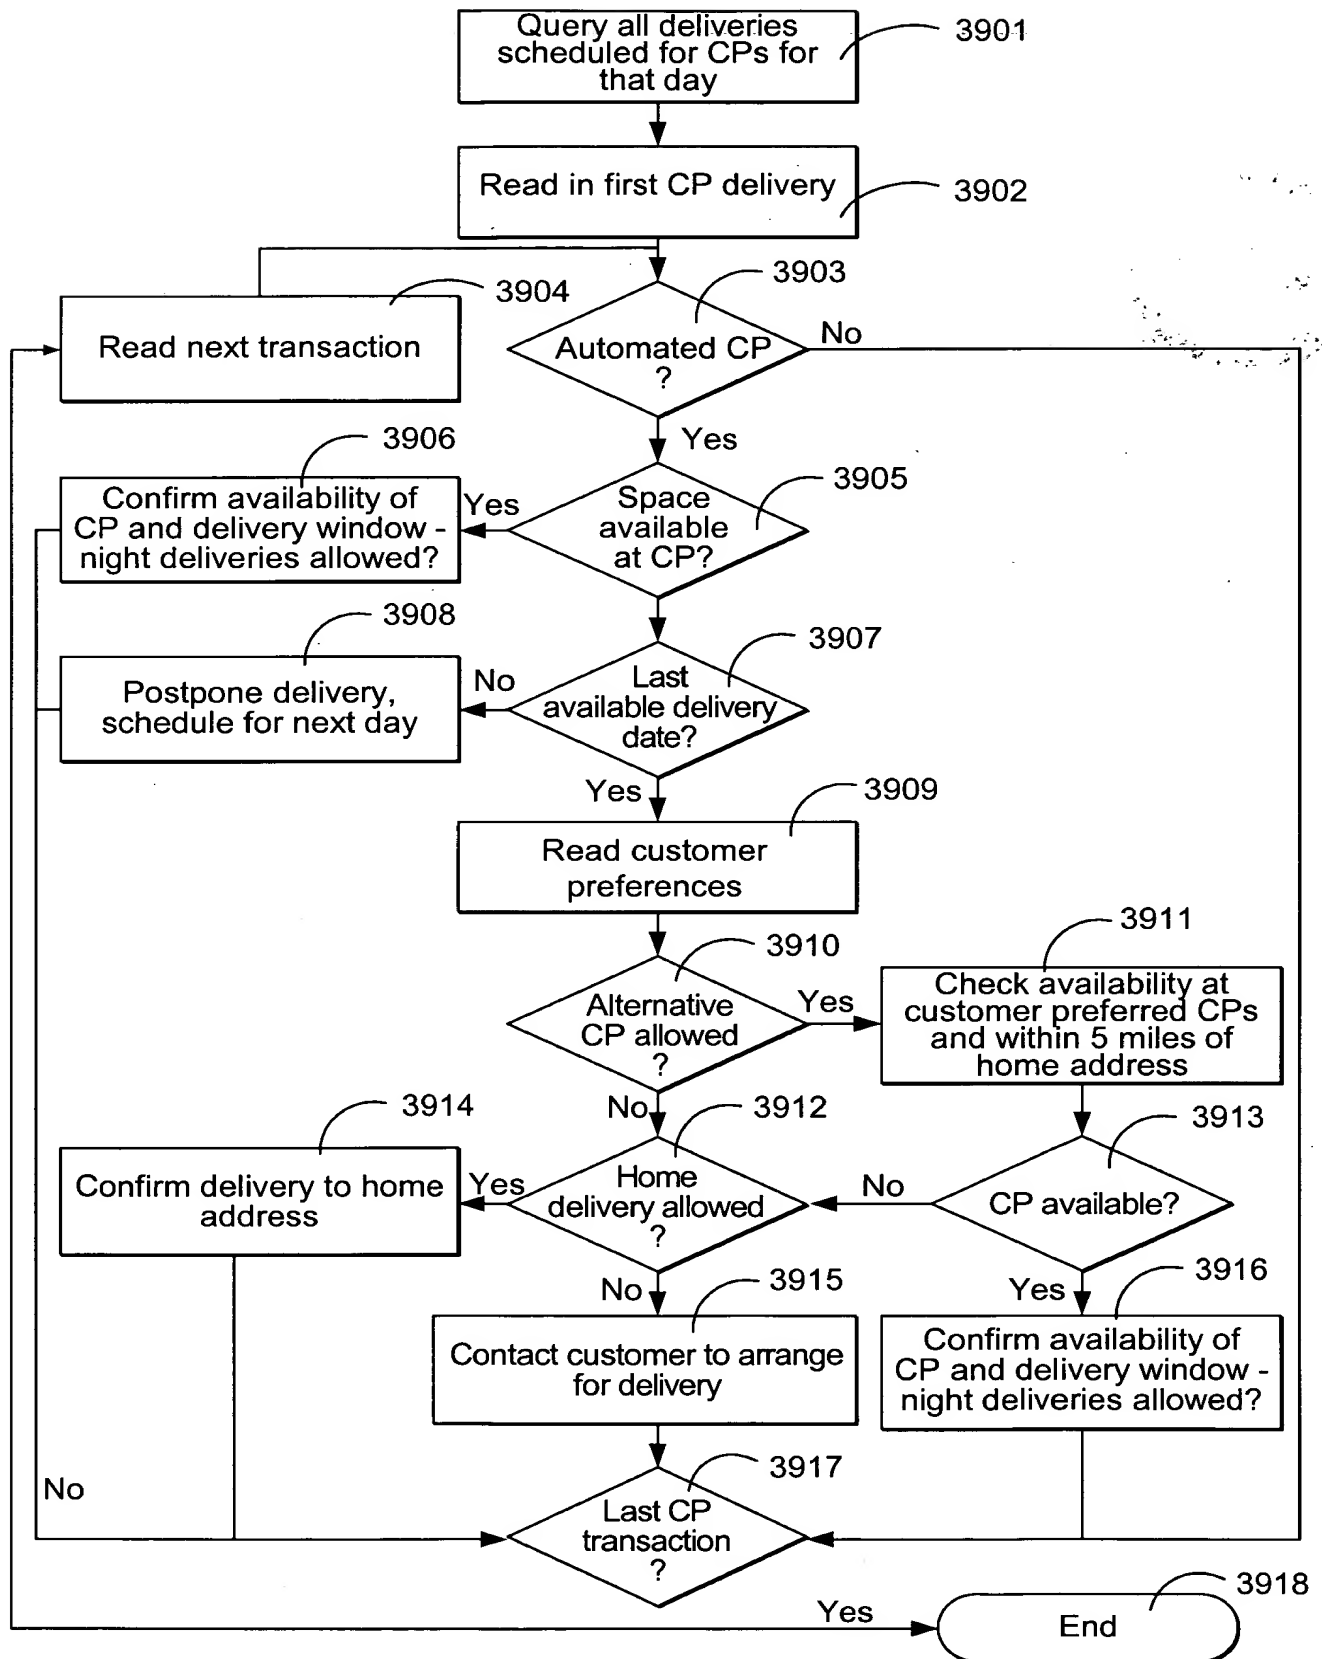 Query all deliveries
scheduled for CPs for
that day
3901
Read in first CP delivery
3902
3903
3904
Read next transaction
Automated CP
?
No
Yes
3906
Confirm availability of
CP and delivery window -
night deliveries allowed?
Yes
3905
Space
available
at CP?
3908
Postpone delivery,
schedule for next day
No
3907
Last
available delivery
date?
Yes
3909
Read customer
preferences
3910
Alternative
CP allowed
?
Yes
3911
Check availability at
customer preferred CPs
and within 5 miles of
home address
No
3912
3913
3914
Confirm delivery to home
address
Yes
Home
delivery allowed
?
No
CP available?
No
3915
Contact customer to arrange
for delivery
Yes
3916
Confirm availability of
CP and delivery window -
night deliveries allowed?
No
3917
Last CP
transaction
?
Yes
3918
End